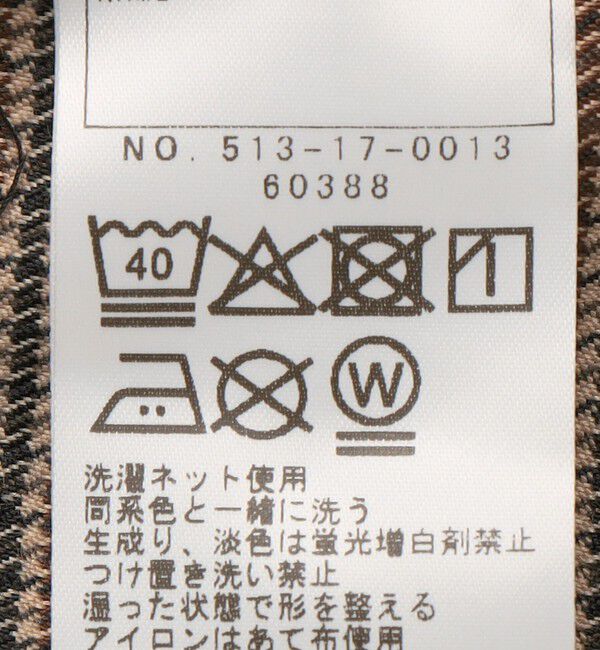 NO. 513-17-0013
60388
40
W
洗濯ネット使用
同系色と一緒に洗う
生成り、淡色は蛍光増白剤禁止
つけ置き洗い禁止
湿った状態で形を整える
アイロンはあて布使用